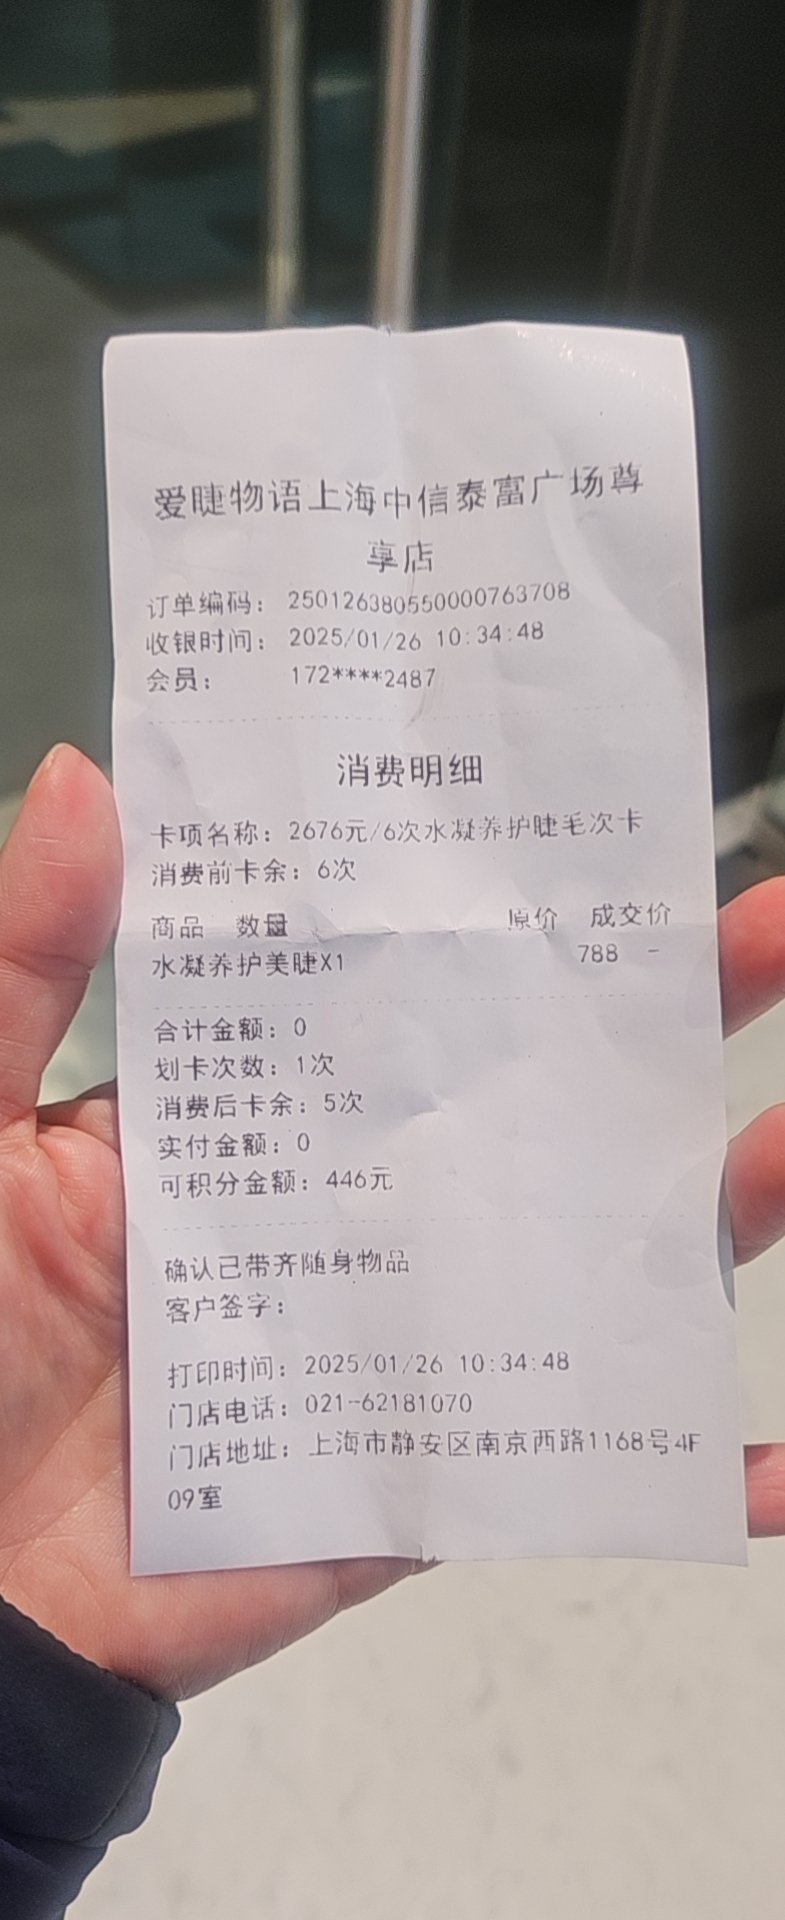 爱睫物语上海中信泰富广场尊
享店
订单编码: 250126380550000763708
收银时间: 2025/01/26 10:34:48
会员: 172****2487
消费明细
卡项名称: 2676元/6次水凝养护睫毛次卡
消费前卡余: 6次
商品 数量 原价 成交价
水凝养护美睫X1 788 -
合计金额: 0
划卡次数: 1次
消费后卡余: 5次
实付金额: 0
可积分金额: 446元
确认已带齐随身物品
客户签字:
打印时间: 2025/01/26 10:34:48
门店电话: 021-62181070
门店地址: 上海市静安区南京西路1168号4F
09室